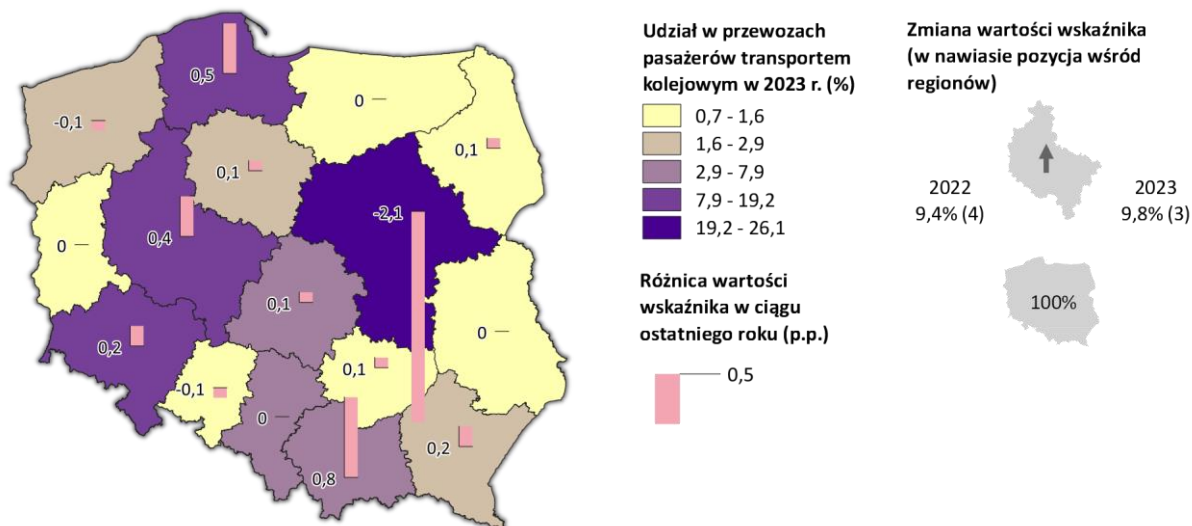 0,5
-0,1
0
0,1
0,1
0,4
-2,1
0
0,1
0
0,2
0,1
-0,1
0
0,8
0,2
Udział w przewozach
pasażerów transportem
kolejowym w 2023 r. (%)
0,7 - 1,6
1,6 - 2,9
2,9 - 7,9
7,9 - 19,2
19,2 - 26,1
Różnica wartości
wskaźnika w ciągu
ostatniego roku (p.p.)
0,5
Zmiana wartości wskaźnika
(w nawiasie pozycja wśród
regionów)
2022
9,4% (4)
2023
9,8% (3)
100%